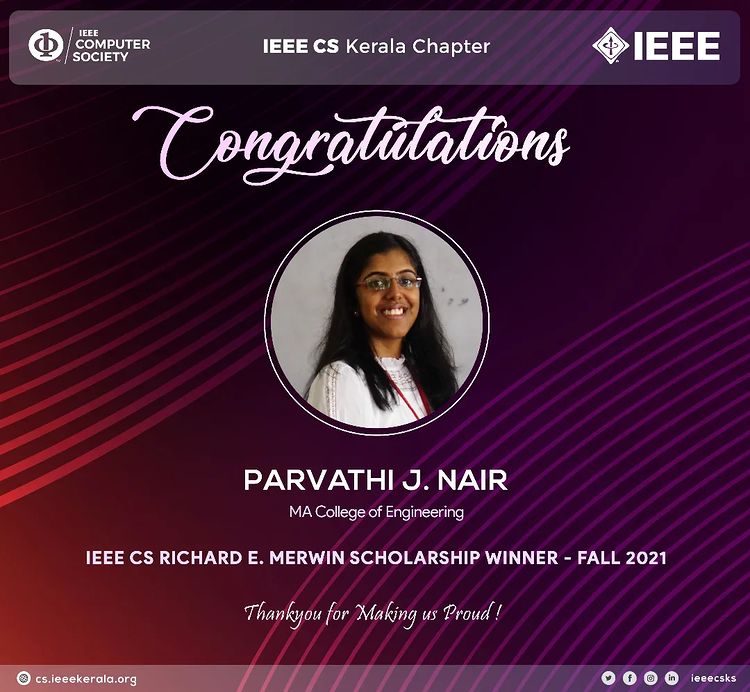 IEEE
COMPUTER
SOCIETY
IEEE CS Kerala Chapter
IEEE
Congratulations
PARVATHI J. NAIR
MA College of Engineering
IEEE CS RICHARD E. MERWIN SCHOLARSHIP WINNER - FALL 2021
Thankyou for Making us Proud !
cs.ieeekerala.org
ieeecsks